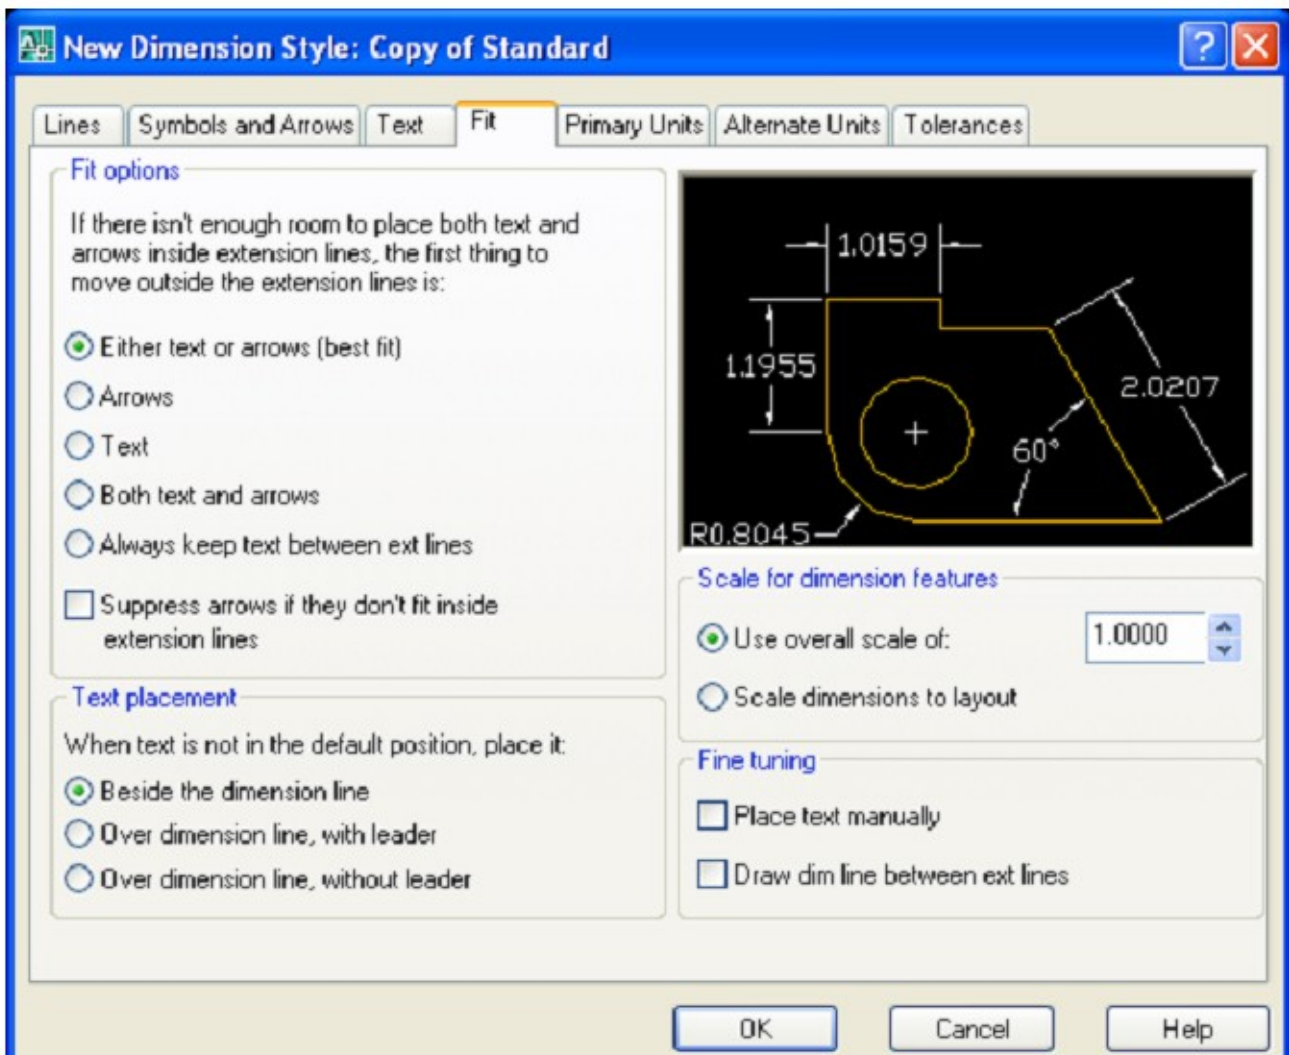 New Dimension Style: Copy of Standard
Lines
Symbols and Arrows
Text
Fit
Primary Units
Alternate Units
Tolerances
Fit options
If there isn't enough room to place both text and
arrows inside extension lines, the first thing to
move outside the extension lines is:
Either text or arrows (best fit)
Arrows
Text
Both text and arrows
Always keep text between ext lines
Suppress arrows if they don't fit inside
extension lines
Text placement
When text is not in the default position, place it:
Beside the dimension line
Over dimension line, with leader
Over dimension line, without leader
1.0159
1.1955
2.0207
60°
R0.8045
Scale for dimension features
Use overall scale of:
1.0000
Scale dimensions to layout
Fine tuning
Place text manually
Draw dim line between ext lines
OK
Cancel
Help